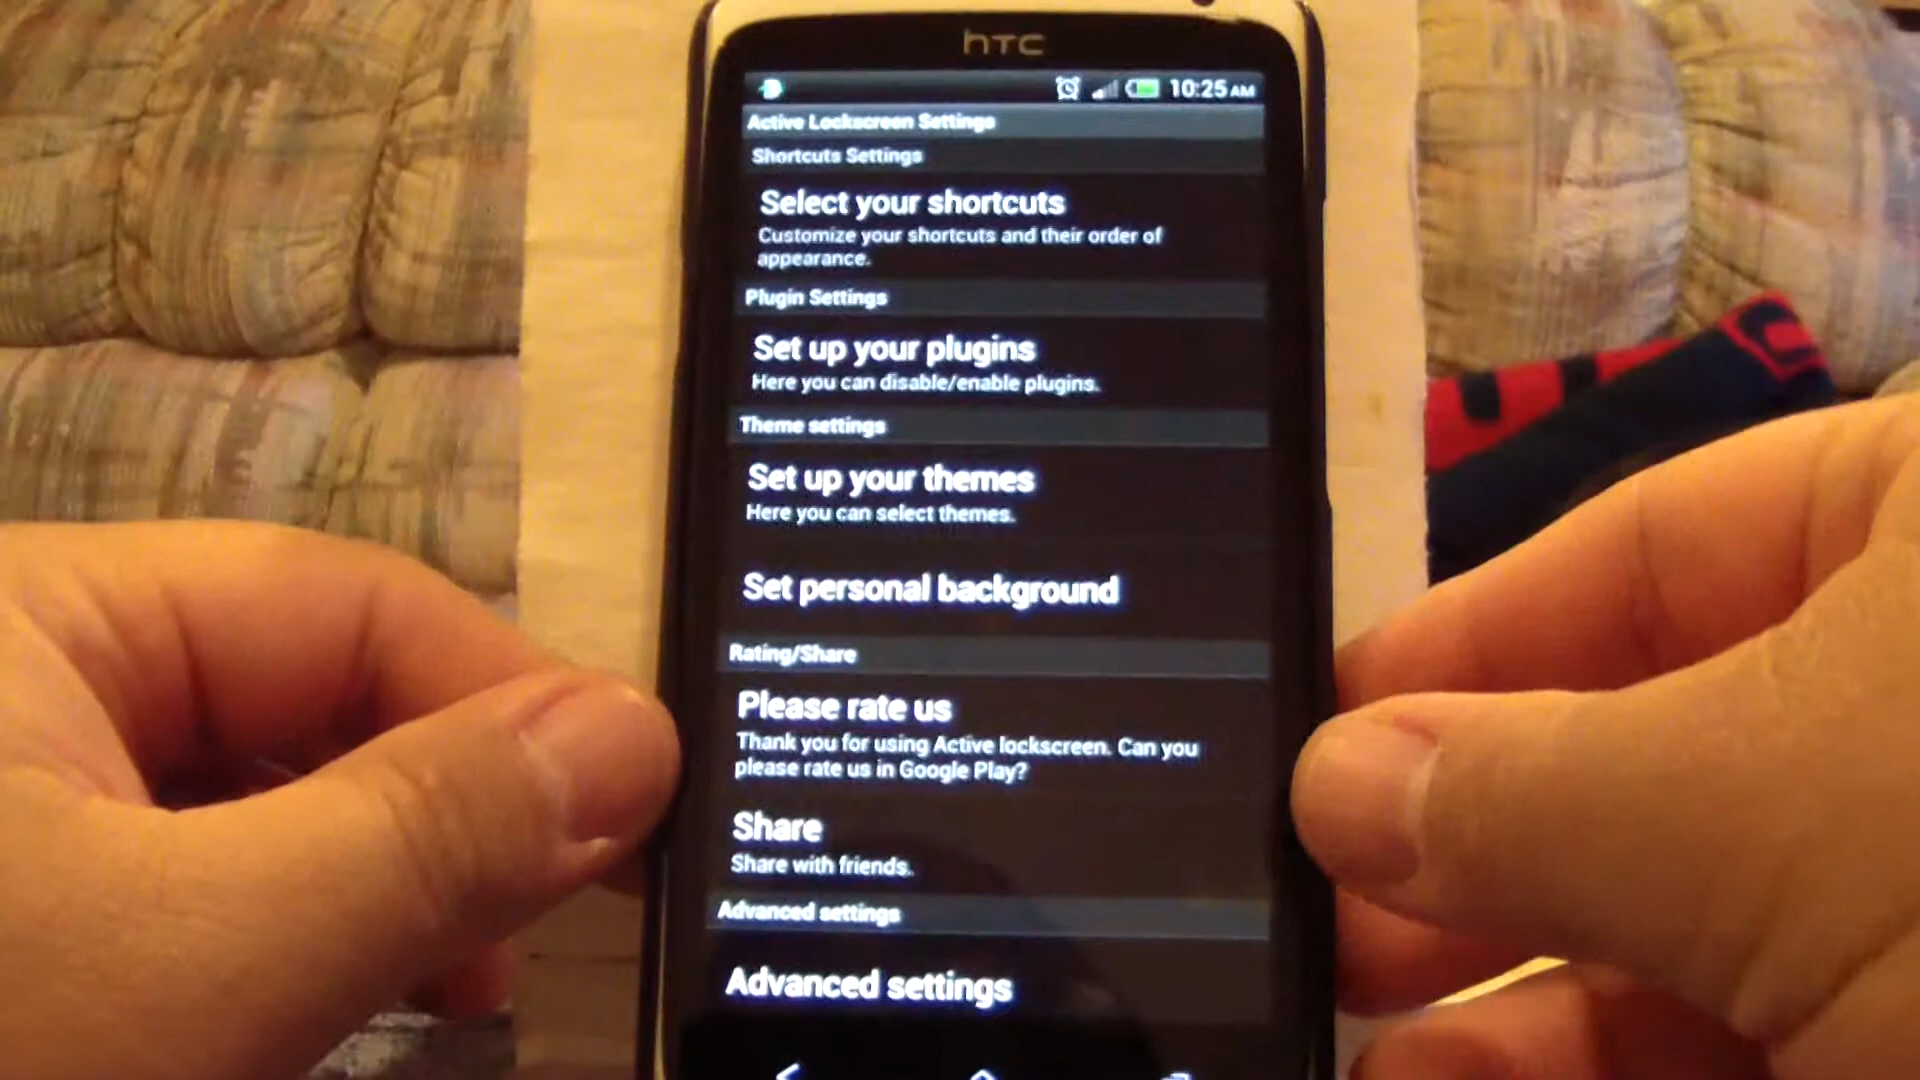 hTC
10:25 AM
Active Lockscreen Settings
Shortcuts Settings
Select your shortcuts
Customize your shortcuts and their order of
appearance.
Plugin Settings
Set up your plugins
Here you can disable/enable plugins.
Theme settings
Set up your themes
Here you can select themes.
Set personal background
Rating/Share
Please rate us
Thank you for using Active lockscreen. Can you
please rate us in Google Play?
Share
Share with friends.
Advanced settings
Advanced settings